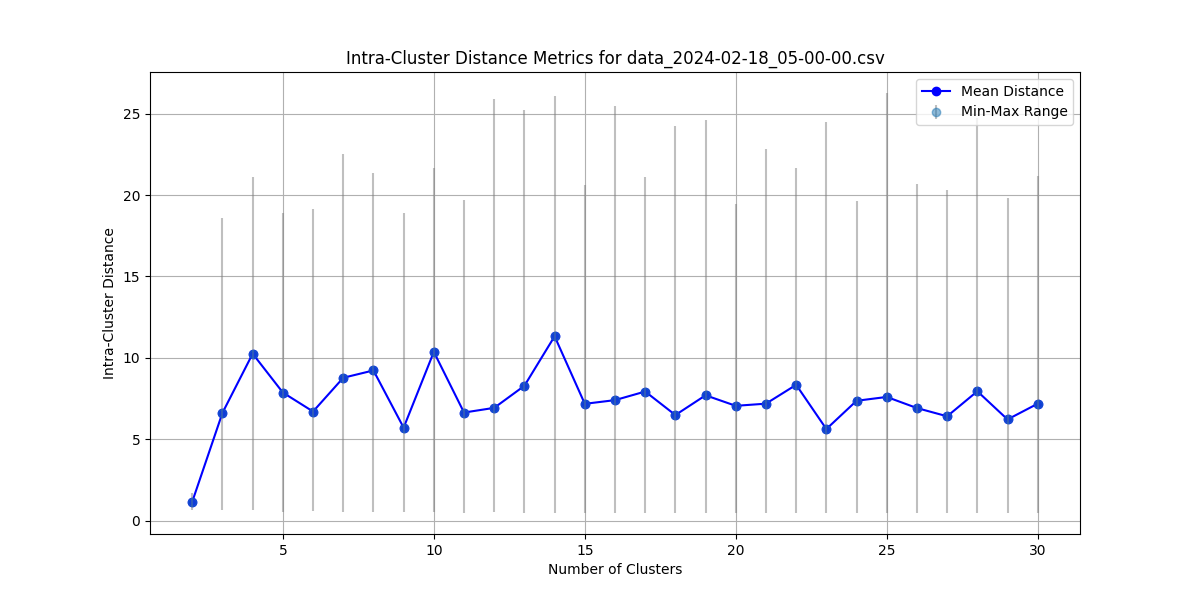 Intra-Cluster Distance Metrics for data_2024-02-18_05-00-00.csv
Mean Distance
Min-Max Range
Intra-Cluster Distance
25
20
15
10
5
0
5 10 15 20 25 30
Number of Clusters